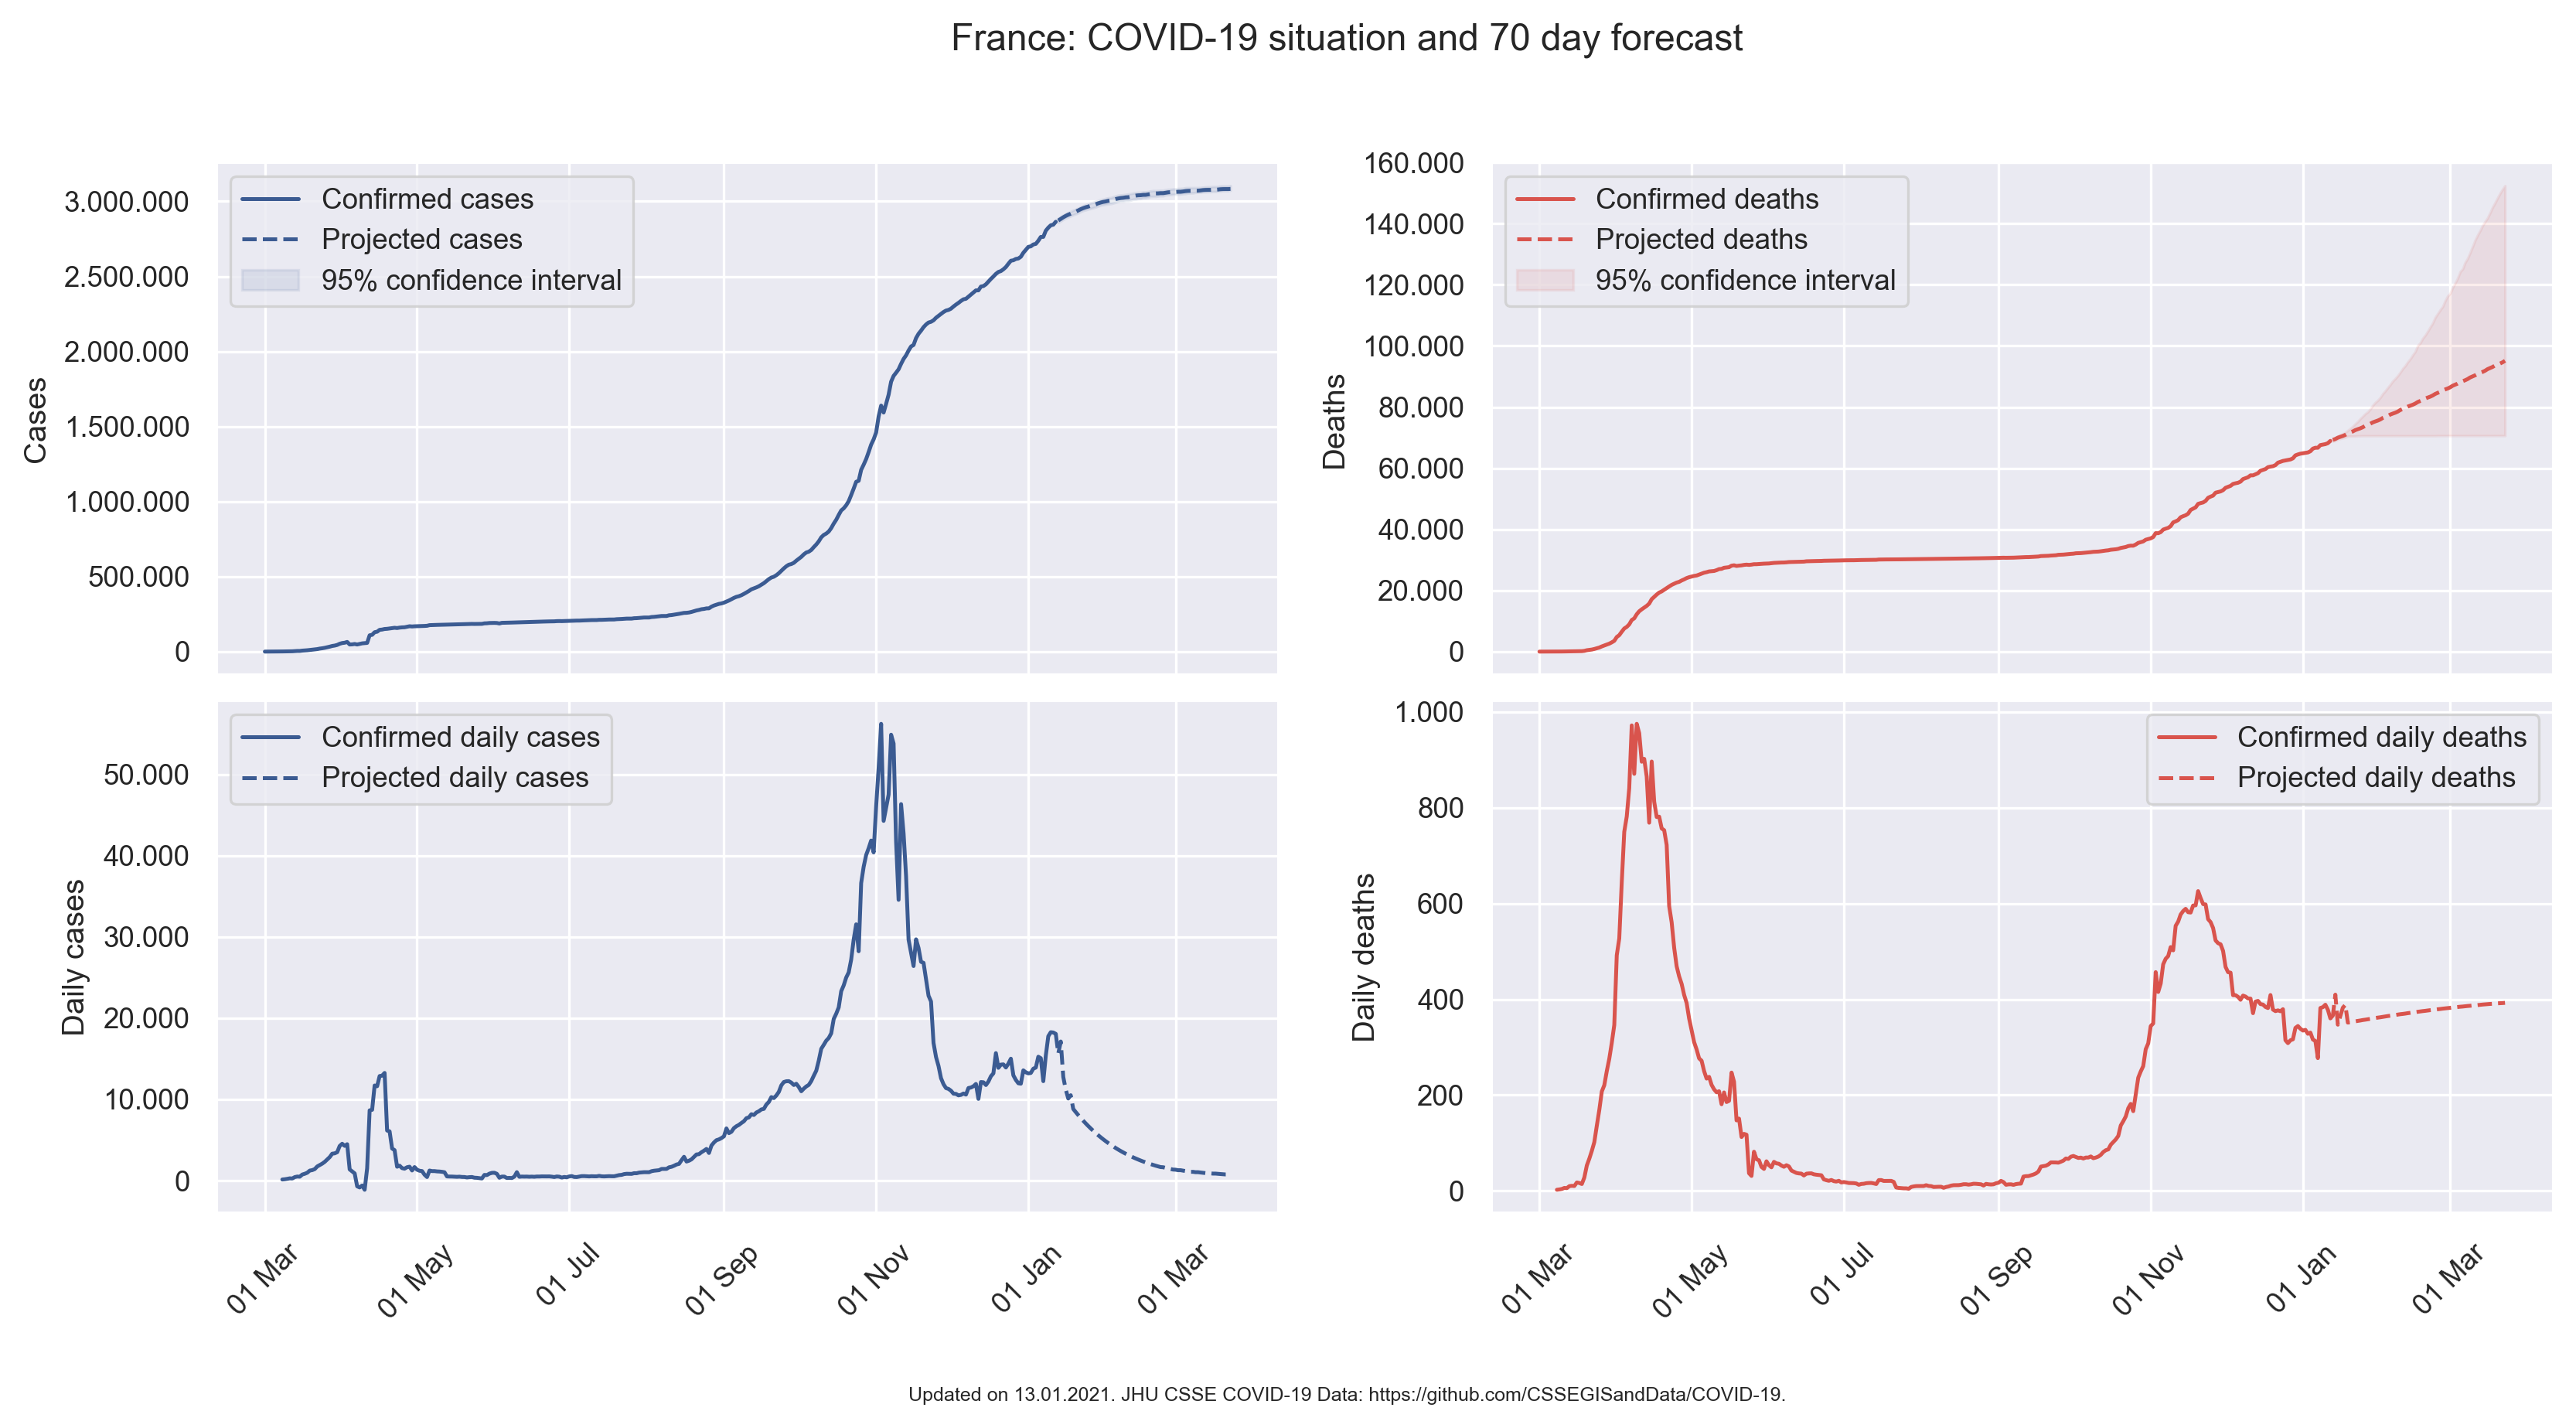 France: COVID-19 situation and 70 day forecast
Cases
3.000.000
2.500.000
2.000.000
1.500.000
1.000.000
500.000
0
Confirmed cases
Projected cases
95% confidence interval
Deaths
160.000
140.000
120.000
100.000
80.000
60.000
40.000
20.000
0
Confirmed deaths
Projected deaths
95% confidence interval
Daily cases
50.000
40.000
30.000
20.000
10.000
0
Confirmed daily cases
Projected daily cases
01 Mar
01 May
01 Jul
01 Sep
01 Nov
01 Jan
01 Mar
Daily deaths
1.000
800
600
400
200
0
Confirmed daily deaths
Projected daily deaths
01 Mar
01 May
01 Jul
01 Sep
01 Nov
01 Jan
01 Mar
Updated on 13.01.2021. JHU CSSE COVID-19 Data: https://github.com/CSSEGISandData/COVID-19.